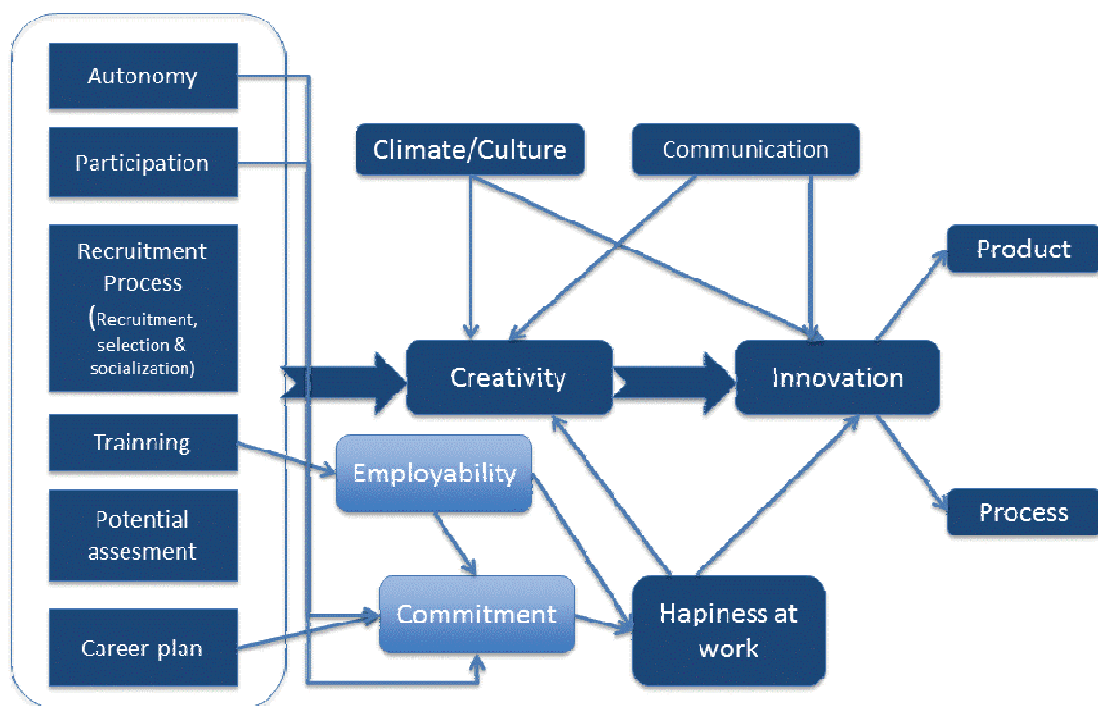 Autonomy
Participation
Recruitment
Process
(Recruitment,
selection &
socialization)
Trainning
Potential
assesment
Career plan
Climate/Culture
Communication
Creativity
Innovation
Employability
Commitment
Hapiness at
work
Product
Process